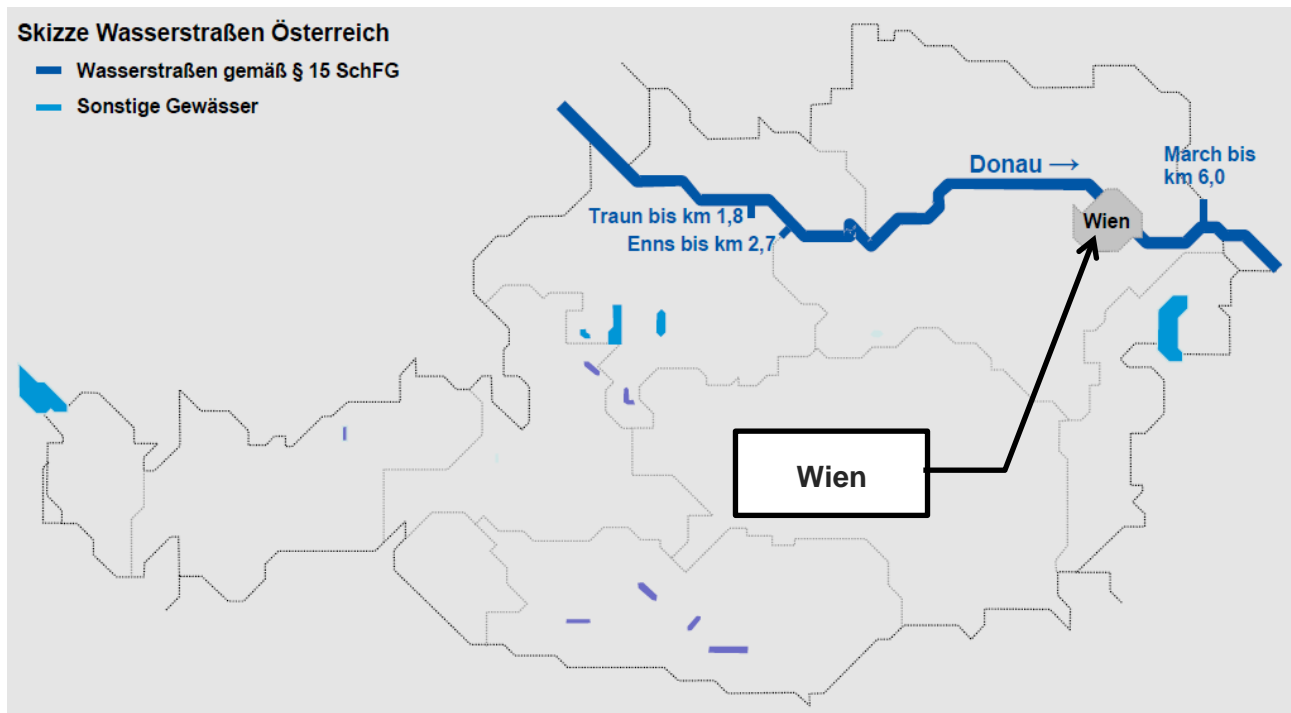 Skizze Wasserstraßen Österreich
Wasserstraßen gemäß § 15 SchFG
Sonstige Gewässer
Donau →
March bis
km 6,0
Traun bis km 1,8
Enns bis km 2,7
Wien
Wien